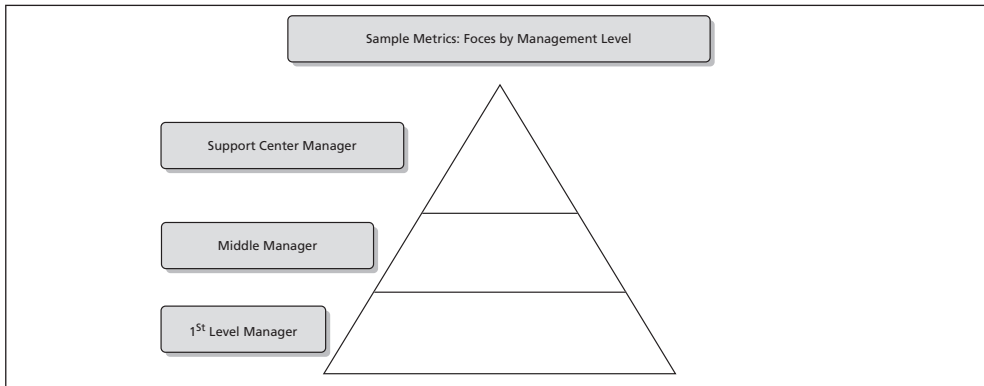 Sample Metrics: Foces by Management Level
Support Center Manager
Middle Manager
1St Level Manager